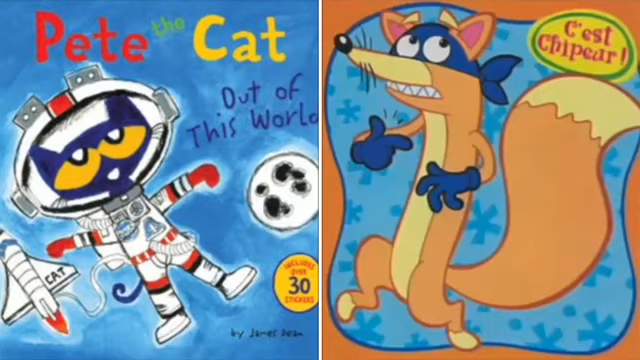 Pete the Cat
Out of
This World
CAT
INCLUDES
OVER
30
STICKERS
by James Dean
C'est
Chipeur!